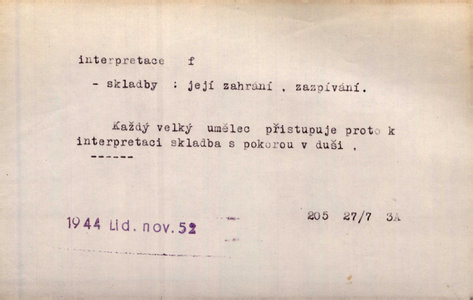 interpretace f
- skladby : její zahrání , zazpívání.
Každý velký umělec přistupuje proto k
interpretaci skladba s pokorou v duši .
------
1944 Lid. nov. 52
205 27/7 3A